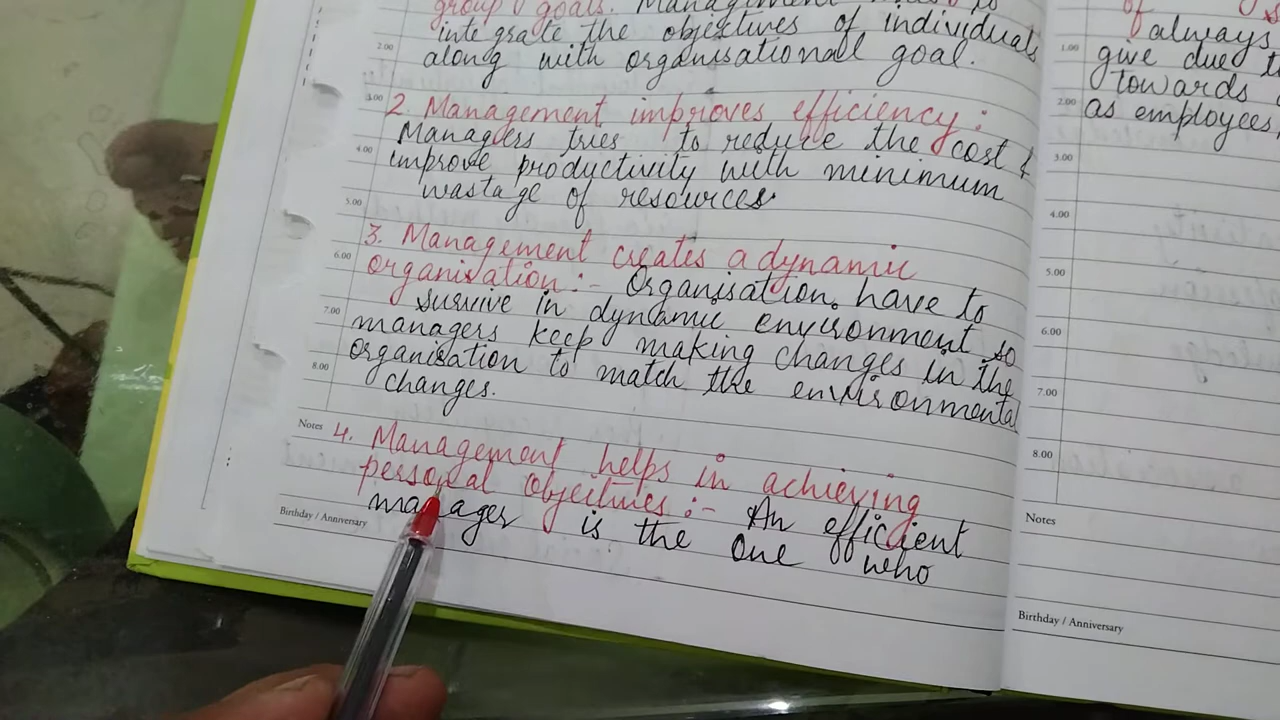 group goals. Management
integrate the objectives of individuals
2.00 along with organisational goal.
3.00 2. Management improves efficiency :
Managers tries to reduce the cost &
4.00 improve productivity with minimum
wastage of resources
5.00
3. Management creates a dynamic
6.00 organisation :- Organisation, have to
survive in dynamic environment so
7.00 managers keep making changes in the
organisation to match the environmental
8.00 changes.
Notes 4. Management helps in achieving
personal objectives :- An efficient
manager is the one who
Birthday / Anniversary
of
always
1.00 give due
towards
2.00 as employees.
3.00
4.00
5.00
6.00
7.00
8.00
Notes
Birthday / Anniversary